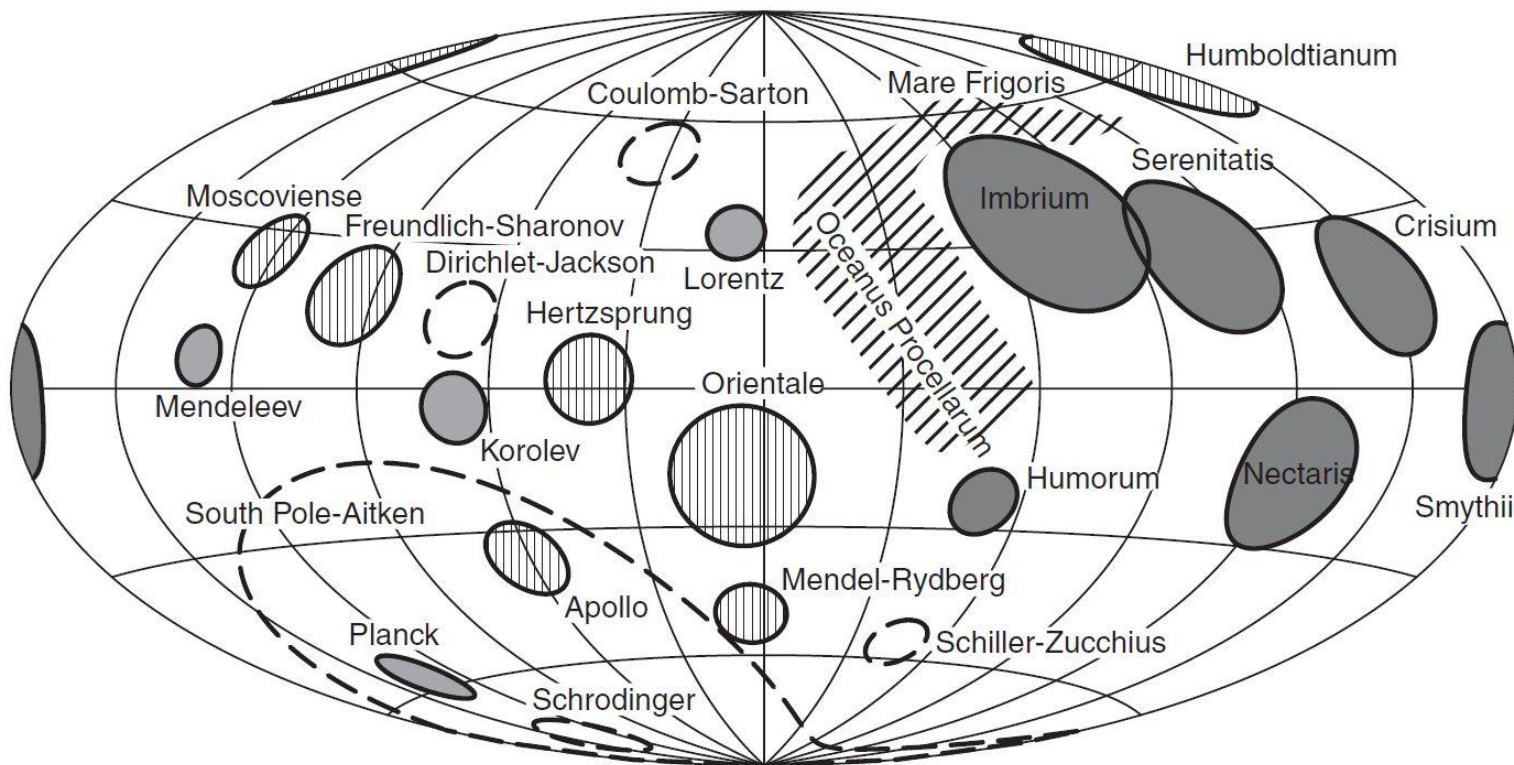 Humboldtianum
Mare Frigoris
Coulomb-Sarton
Serenitatis
Moscoviense
Imbrium
Freundlich-Sharonov
Crisium
Dirichlet-Jackson
Lorentz
Oceanus Procellarum
Hertzsprung
Orientale
Mendeleev
Korolev
Humorum
Nectaris
Smythii
South Pole-Aitken
Mendel-Rydberg
Apollo
Planck
Schiller-Zucchius
Schrodinger